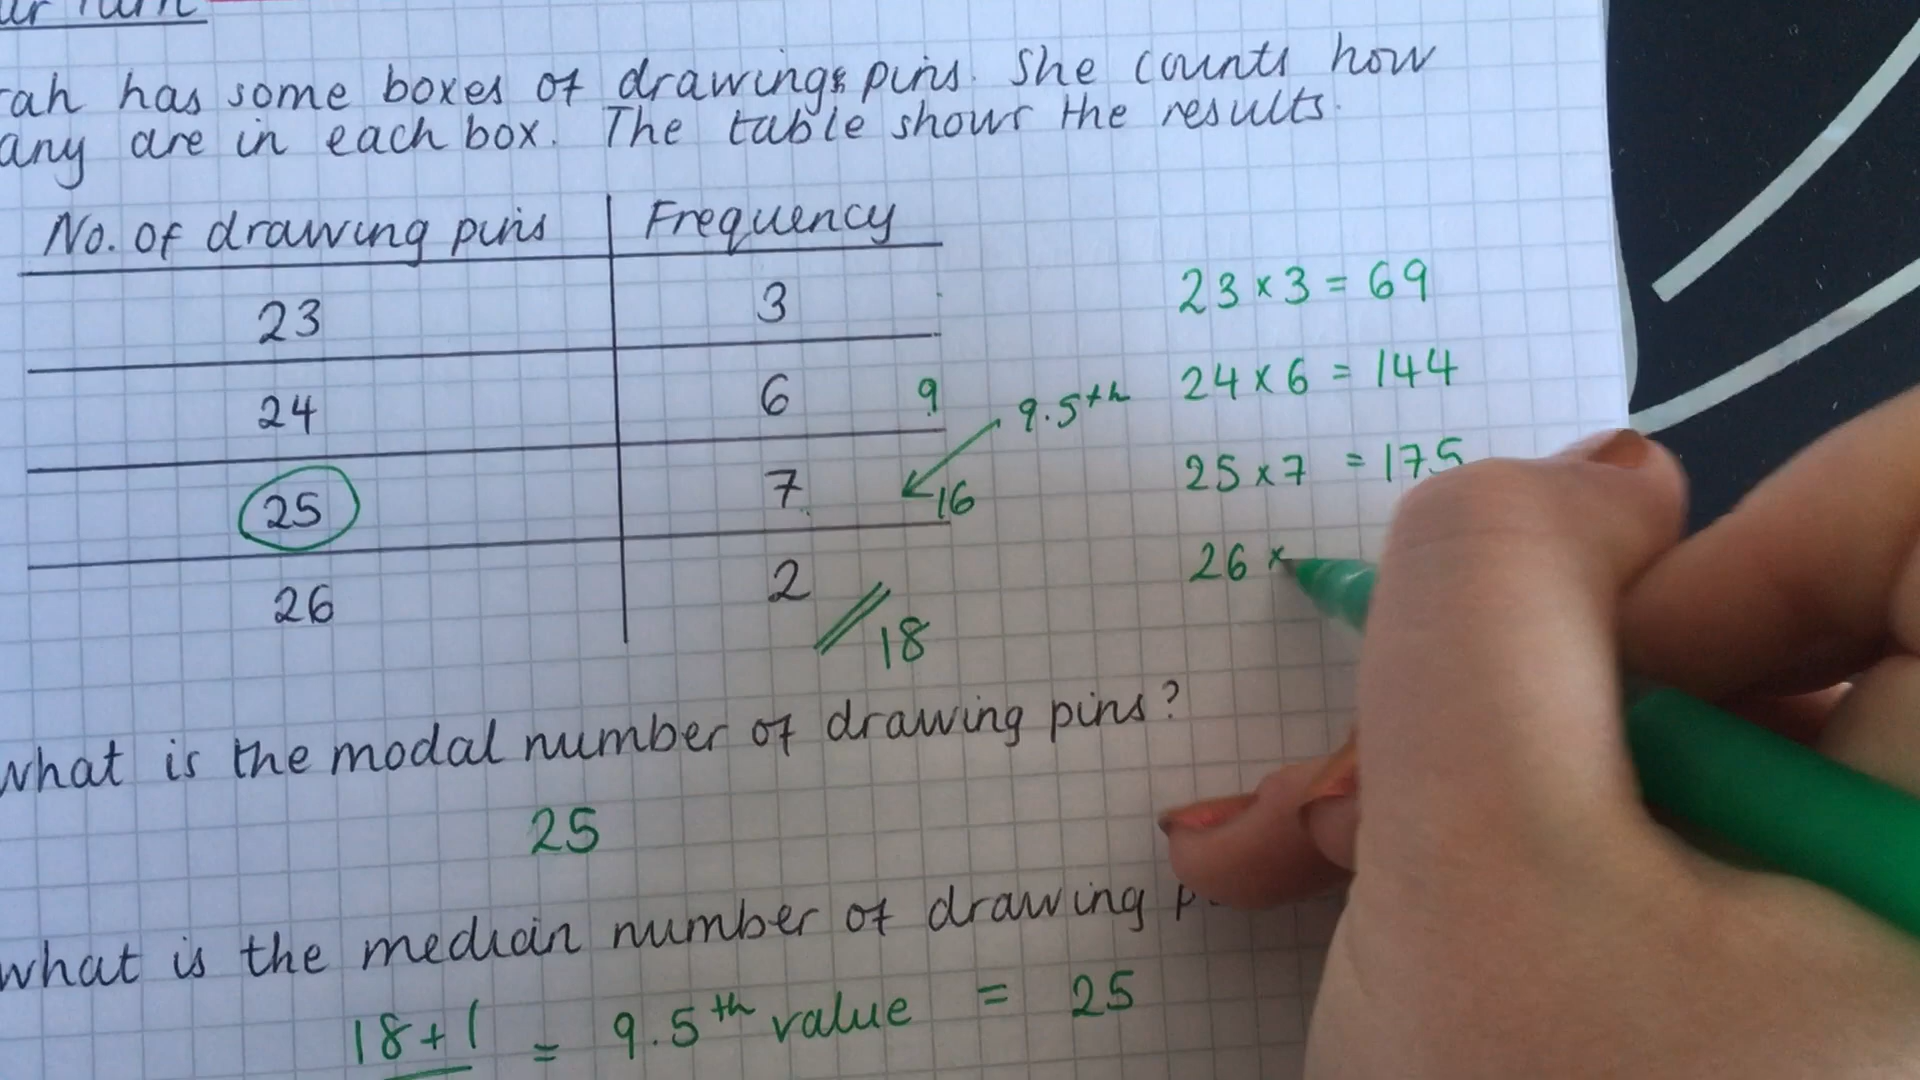 rah has some boxes of drawings pins. She counts how
any are in each box. The table shows the results.
No. of drawing pins Frequency
23 3 23 × 3 = 69
24 6 9 9.5th 24 × 6 = 144
25 7 16 25 × 7 = 175
26 2 18 26 ×
what is the modal number of drawing pins?
25
what is the median number of drawing p
18+1 = 9.5th value = 25